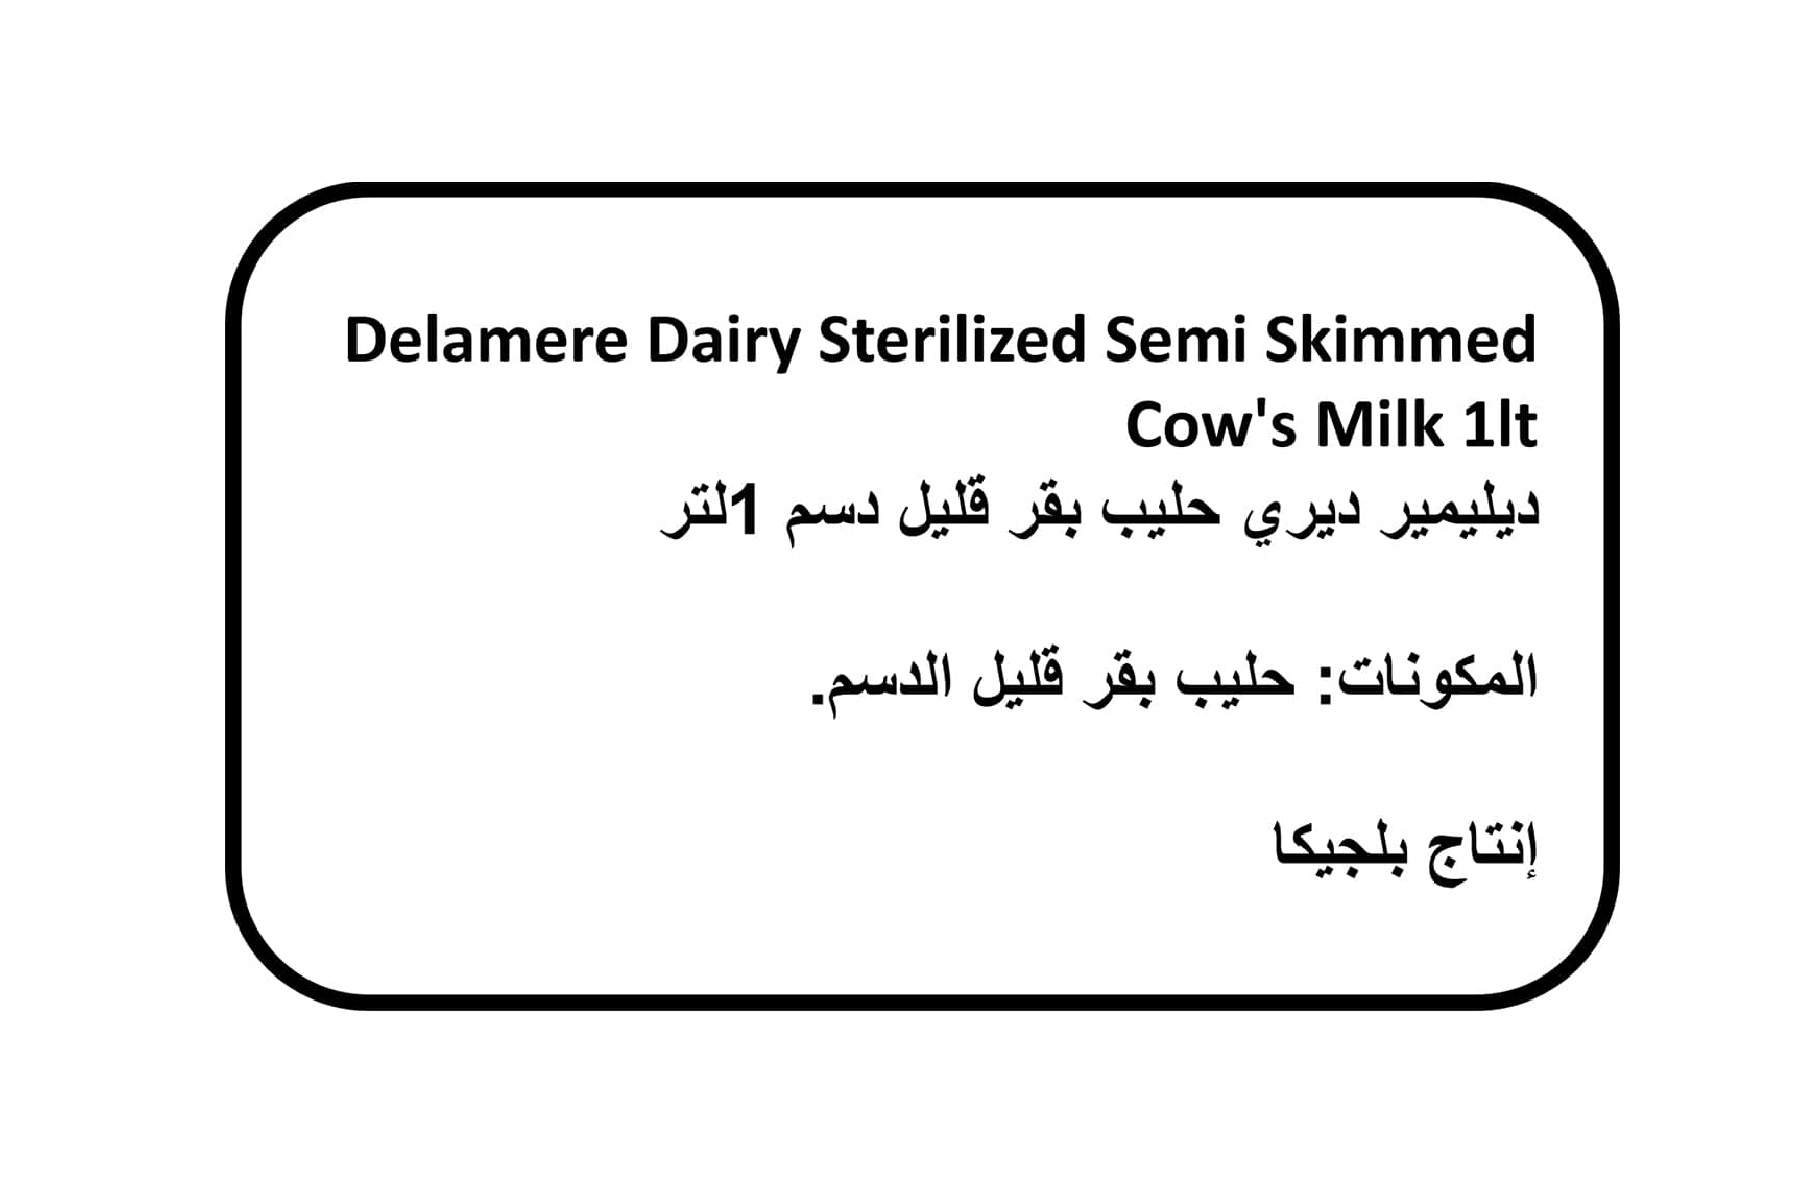 Delamere Dairy Sterilized Semi Skimmed
Cow's Milk 1lt
ديليمير ديري حليب بقر قليل دسم 1لتر
المكونات: حليب بقر قليل الدسم.
إنتاج بلجيكا